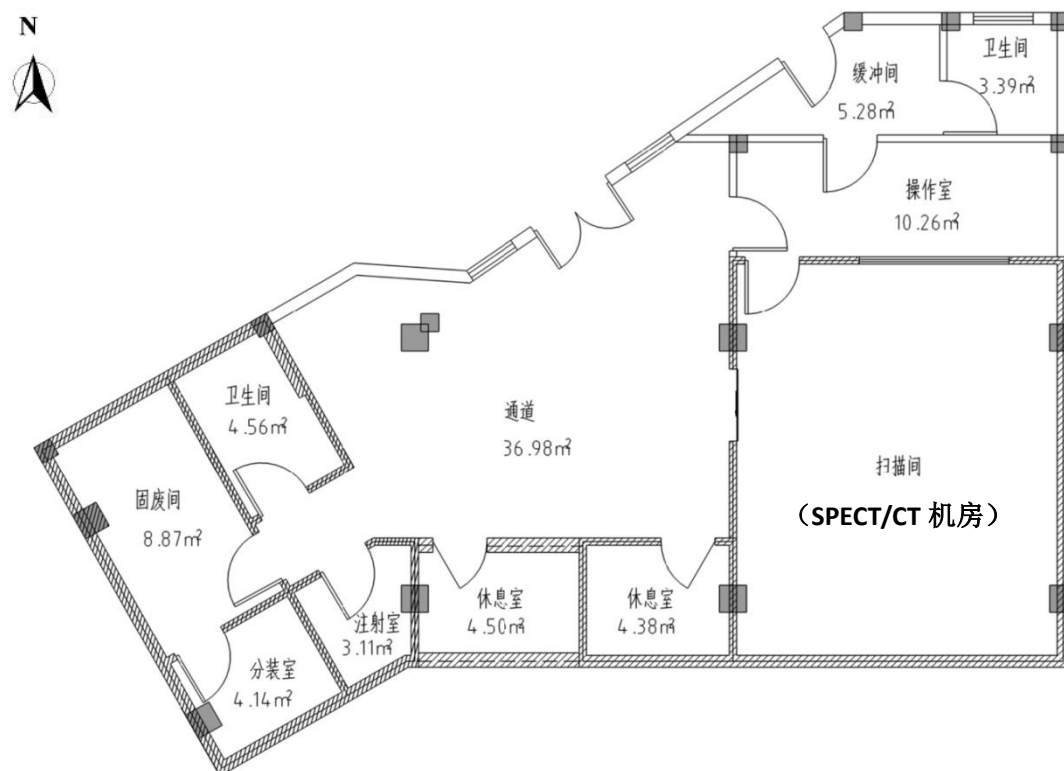 N
卫生间
3.39m²
缓冲间
5.28m²
操作室
10.26m²
卫生间
4.56m²
通道
36.98m²
扫描间
（SPECT/CT 机房）
固废间
8.87m²
休息室
4.50m²
休息室
4.38m²
注射室
3.11m²
分装室
4.14m²